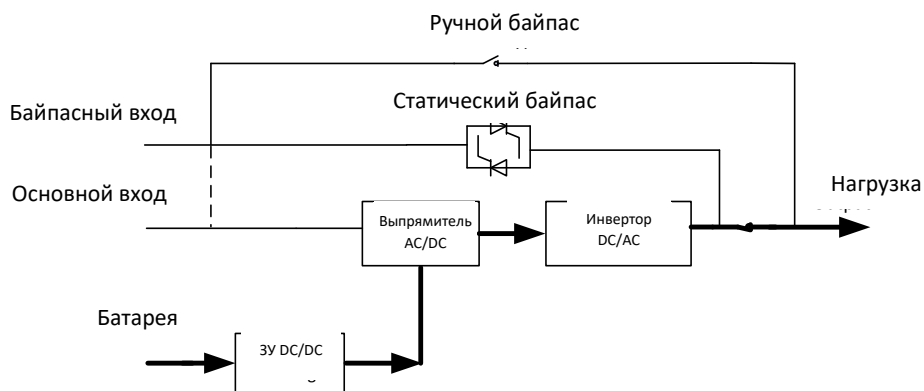 Ручной байпас
Статический байпас
Байпасный вход
Основной вход
Нагрузка
Выпрямитель
AC/DC
Инвертор
DC/AC
Батарея
ЗУ DC/DC